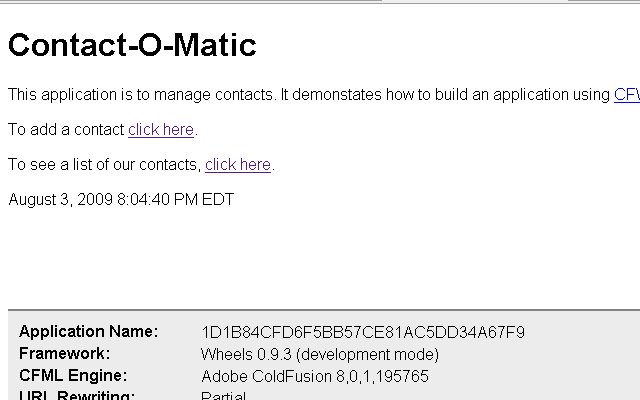 Contact-O-Matic
This application is to manage contacts. It demonstates how to build an application using
To add a contact click here.
To see a list of our contacts, click here.
August 3, 2009 8:04:40 PM EDT
Application Name: 1D1B84CFD6F5BB57CE81AC5DD34A67F9
Framework: Wheels 0.9.3 (development mode)
CFML Engine: Adobe ColdFusion 8,0,1,195765
URL Rewriting: Partial